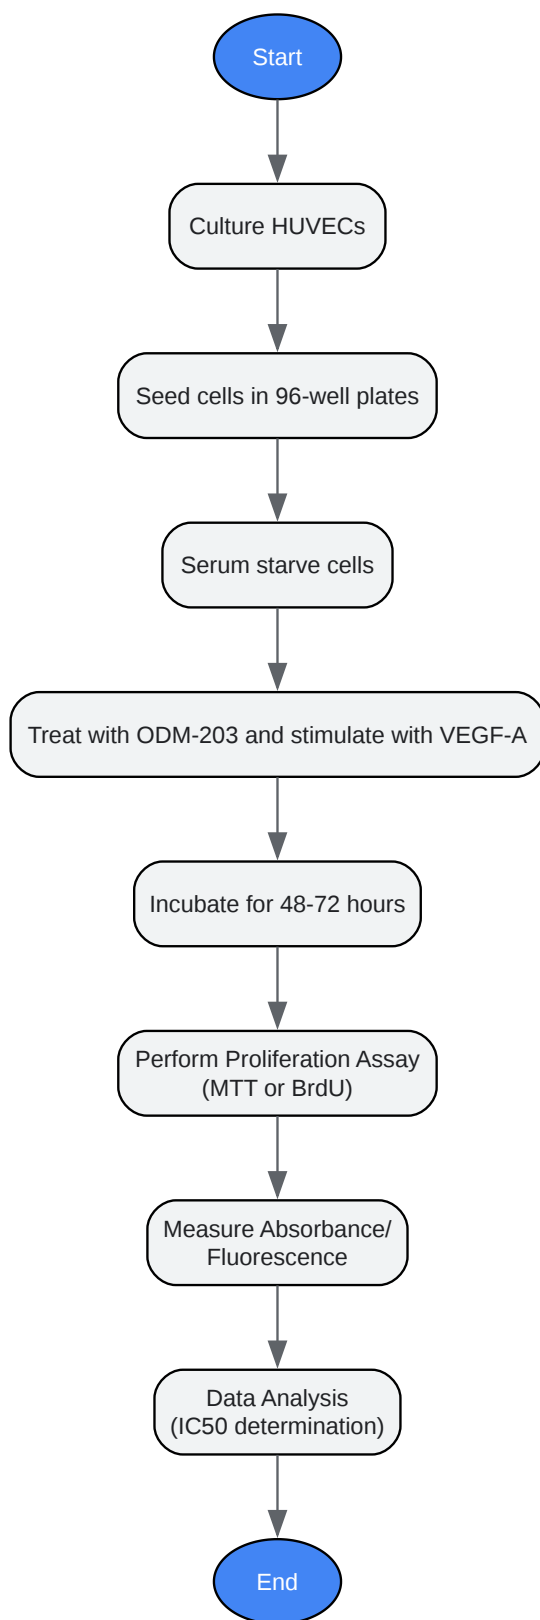 Start
Culture HUVECs
Seed cells in 96-well plates
Serum starve cells
Treat with ODM-203 and stimulate with VEGF-A
Incubate for 48-72 hours
Perform Proliferation Assay
(MTT or BrdU)
Measure Absorbance/
Fluorescence
Data Analysis
(IC50 determination)
End